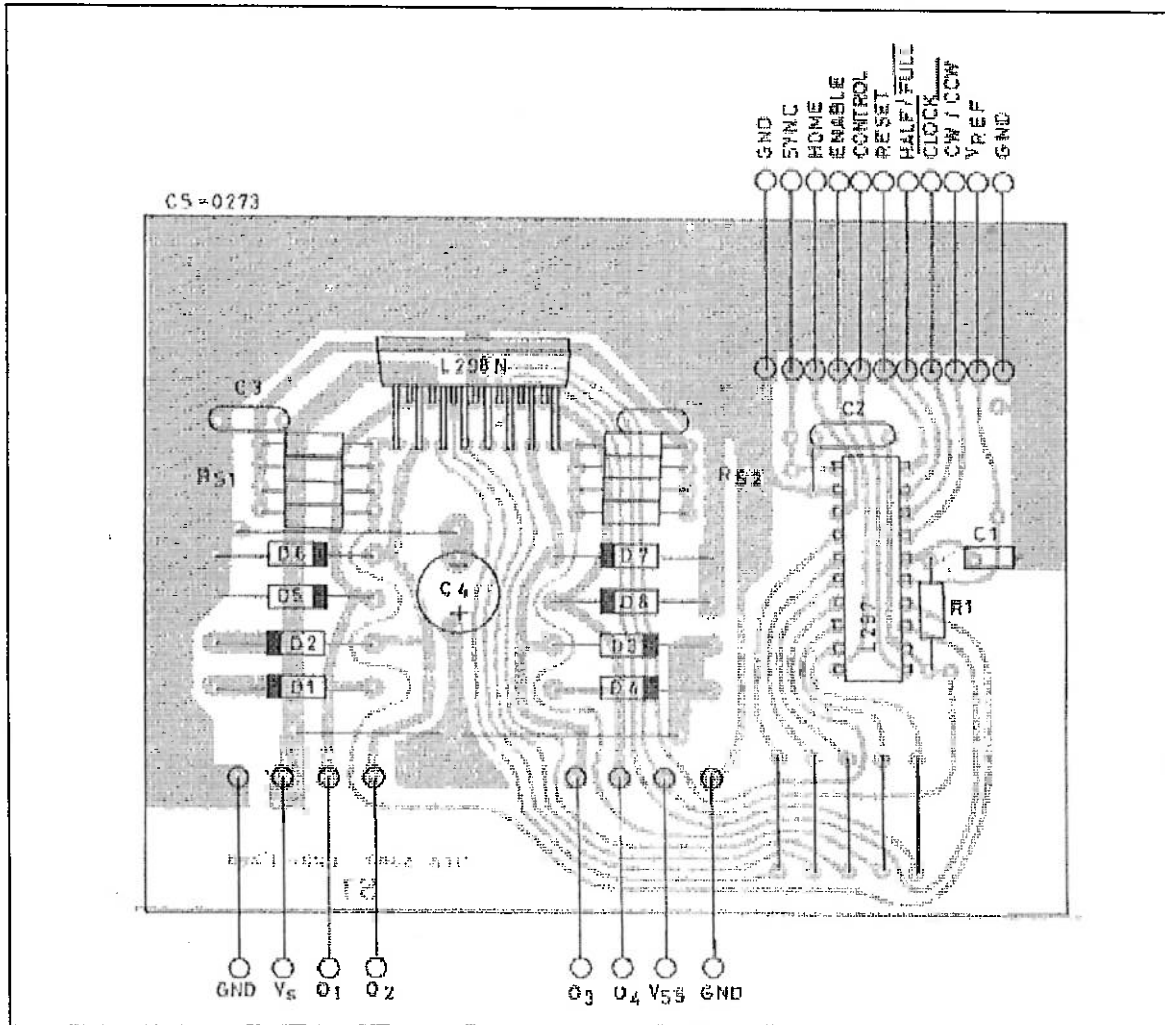 GND
SYNC
HOME
ENABLE
CONTROL
RESET
HALF/FULL
CLOCK
CW / CCW
VREF
GND
CS-0273
L298N
C3
C2
RS1
RS2
D6
D7
C1
D5
C4
+
D8
R1
L297
D2
D3
D1
D4
GND
Vs
O1
O2
O3
O4
VSS
GND